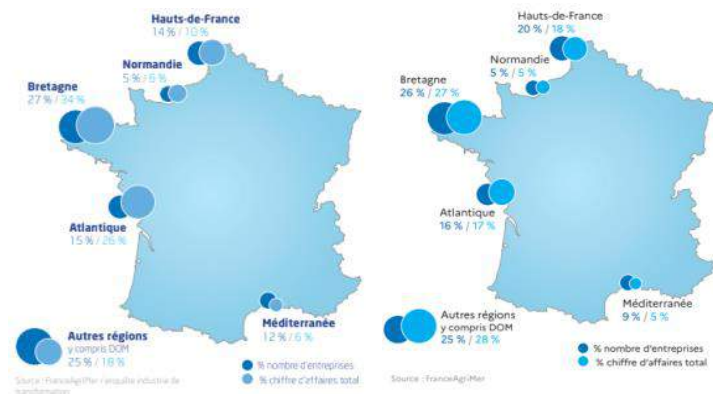 Hauts-de-France
14 % / 10 %
Normandie
5 % / 6 %
Bretagne
27 % / 34 %
Atlantique
15 % / 26 %
Méditerranée
12 % / 6 %
Autres régions
y compris DOM
25 % / 18 %
% nombre d'entreprises
% chiffre d'affaires total
Source : FranceAgriMer / enquête industrie de
transformation
Hauts-de-France
20 % / 18 %
Normandie
5 % / 5 %
Bretagne
26 % / 27 %
Atlantique
16 % / 17 %
Méditerranée
9 % / 5 %
Autres régions
y compris DOM
25 % / 28 %
% nombre d'entreprises
% chiffre d'affaires total
Source : FranceAgriMer